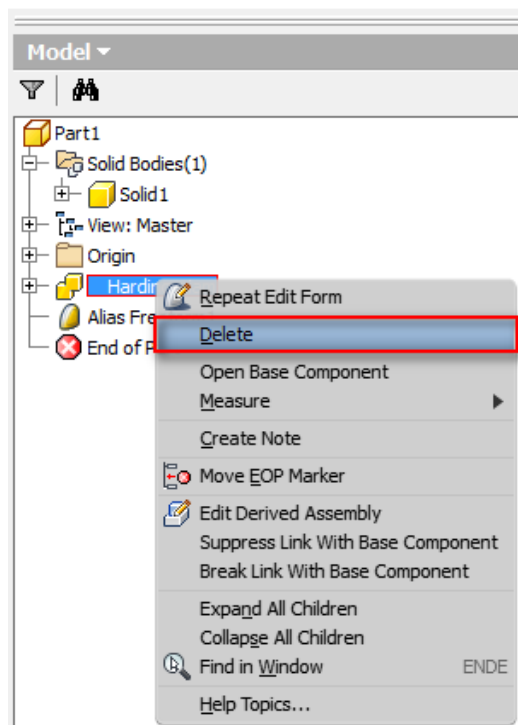 Model
Part1
Solid Bodies(1)
Solid1
View: Master
Origin
Repeat Edit Form
Alias
Delete
End of
Open Base Component
Measure
Create Note
Move EOP Marker
Edit Derived Assembly
Suppress Link With Base Component
Break Link With Base Component
Expand All Children
Collapse All Children
Find in Window ENDE
Help Topics...